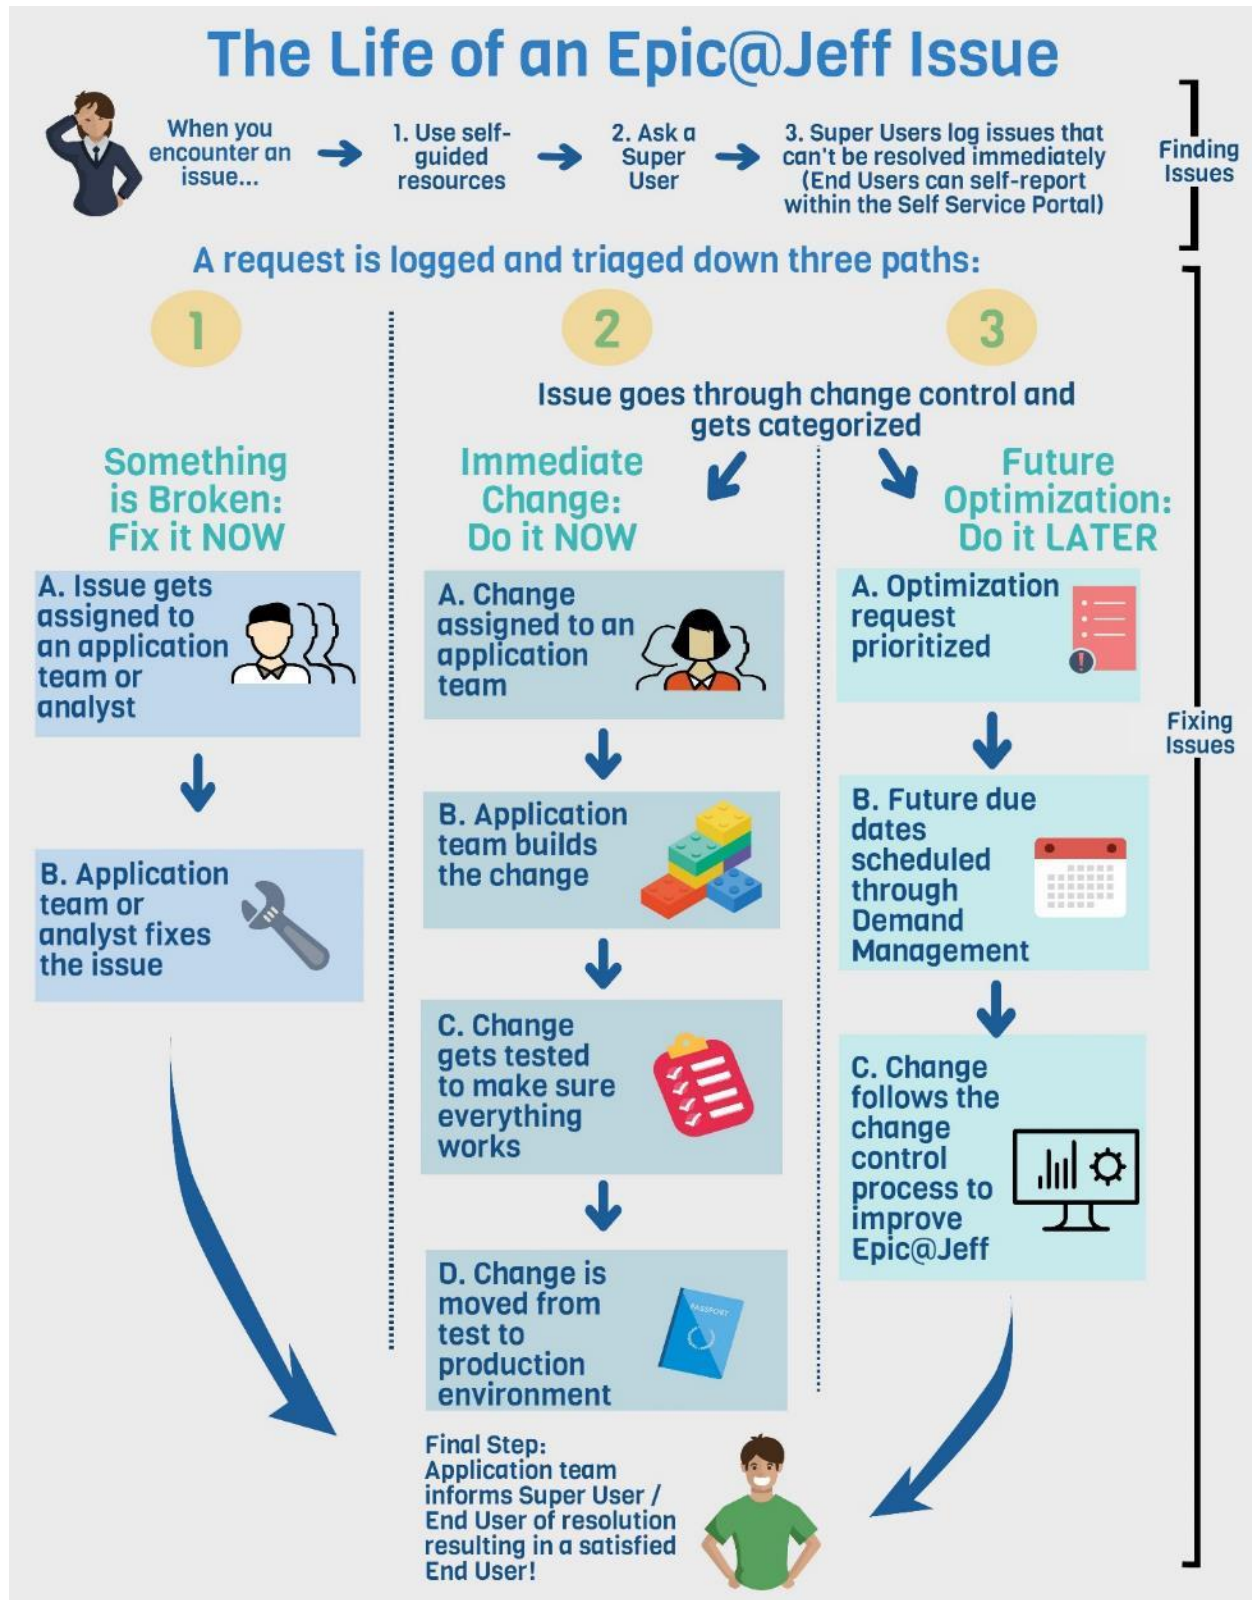 The Life of an Epic@Jeff Issue
When you
encounter an
issue...
1. Use self-
guided
resources
2. Ask a
Super
User
3. Super Users log issues that
can't be resolved immediately
(End Users can self-report
within the Self Service Portal)
Finding
Issues
A request is logged and triaged down three paths:
1
2
3
Issue goes through change control and
gets categorized
Something
is Broken:
Fix it NOW
A. Issue gets
assigned to
an application
team or
analyst
B. Application
team or
analyst fixes
the issue
Immediate
Change:
Do it NOW
A. Change
assigned to an
application
team
B. Application
team builds
the change
C. Change
gets tested
to make sure
everything
works
D. Change is
moved from
test to
production
environment
PASSPORT
Future
Optimization:
Do it LATER
A. Optimization
request
prioritized
!
B. Future due
dates
scheduled
through
Demand
Management
C. Change
follows the
change
control
process to
improve
Epic@Jeff
Fixing
Issues
Final Step:
Application team
informs Super User /
End User of resolution
resulting in a satisfied
End User!